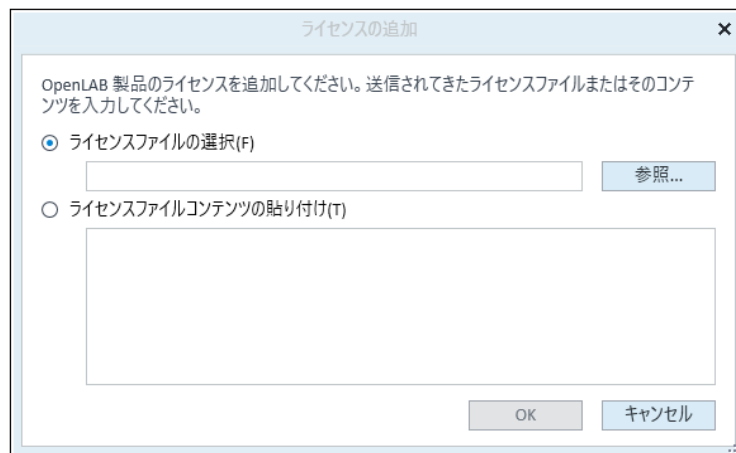 ライセンスの追加
OpenLAB 製品のライセンスを追加してください。送信されてきたライセンスファイルまたはそのコンテ
ンツを入力してください。
ライセンスファイルの選択(F)
参照...
ライセンスファイルコンテンツの貼り付け(T)
OK
キャンセル